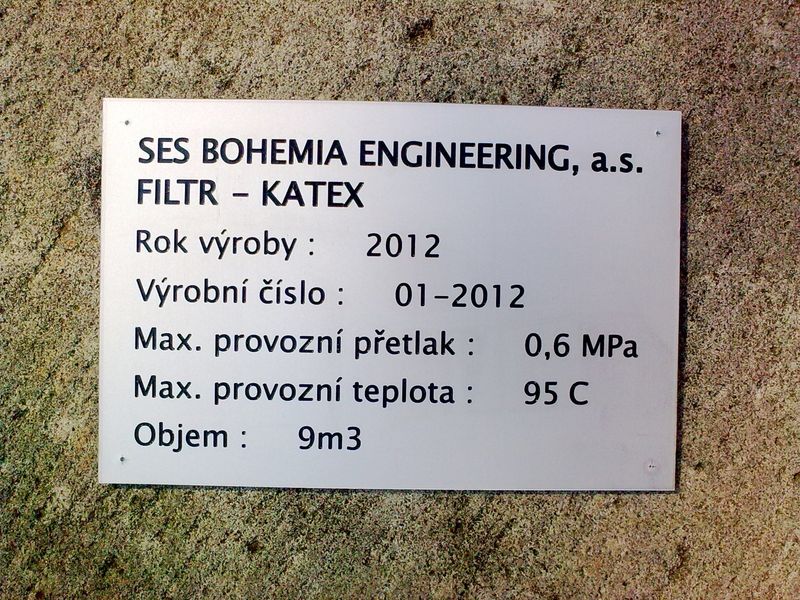 SES BOHEMIA ENGINEERING, a.s.
FILTR – KATEX
Rok výroby : 2012
Výrobní číslo : 01-2012
Max. provozní přetlak : 0,6 MPa
Max. provozní teplota : 95 C
Objem : 9m3